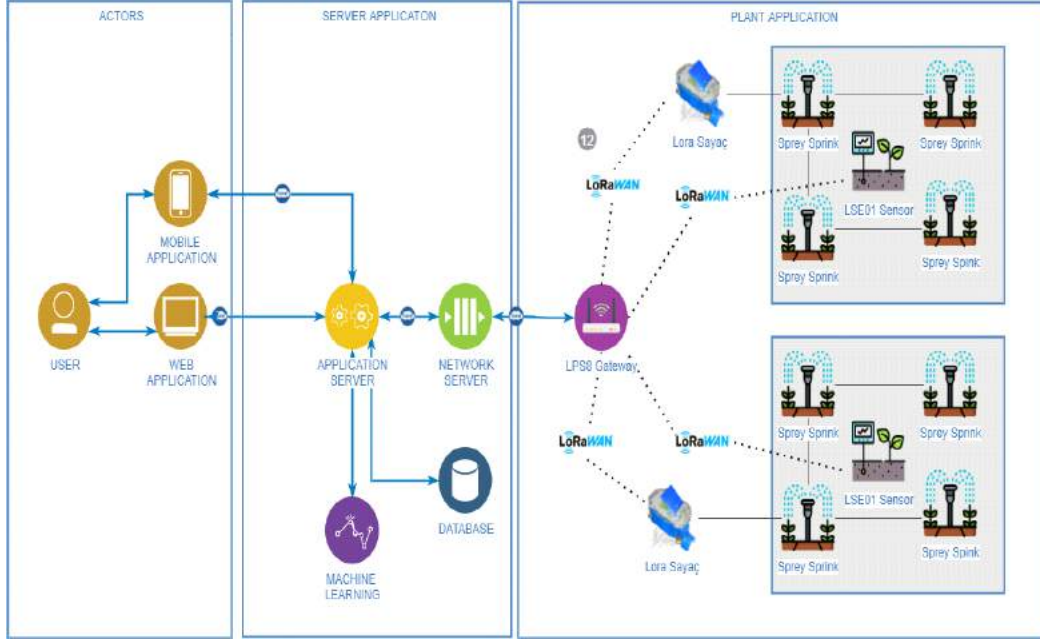 ACTORS
SERVER APPLICATON
PLANT APPLICATION
MOBILE
APPLICATION
USER
WEB
APPLICATION
APPLICATION
SERVER
NETWORK
SERVER
DATABASE
MACHINE
LEARNING
LPS8 Gateway
12
LoRaWAN
LoRaWAN
Lora Sayaç
Sprey Sprink
Sprey Sprink
LSE01 Sensor
Sprey Sprink
Sprey Spink
LoRaWAN
LoRaWAN
Lora Sayaç
Sprey Sprink
Sprey Sprink
LSE01 Sensor
Sprey Sprink
Sprey Spink